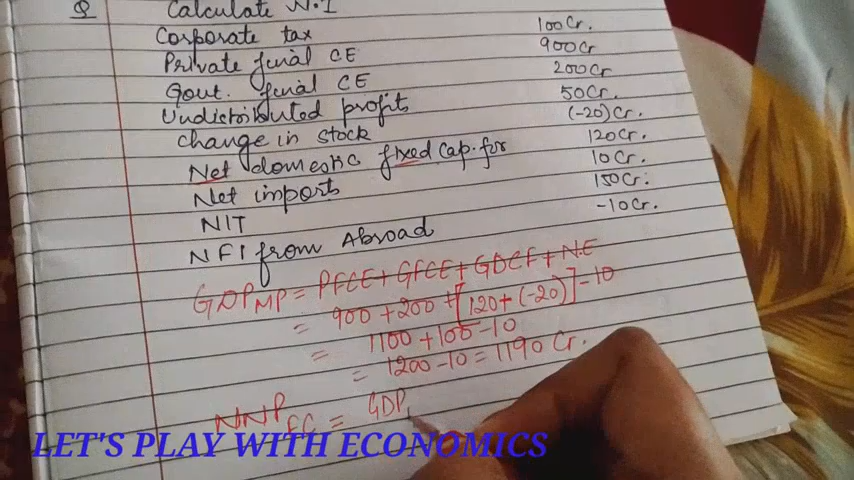 Q Calculate N.I
Corporate tax 100Cr.
Private final CE 900Cr
Govt. final CE 200Cr
Undistributed profit 50Cr.
change in stock (-20)Cr.
Net domestic fixed cap. for 120Cr.
Net imports 10Cr.
NIT 150Cr.
NFI from Abroad -10Cr.
GDPMP = PFCE + GFCE + GDCF + N.E
= 900 + 200 + [120+(-20)] -10
= 1100 + 100 -10
= 1200 -10 = 1190 Cr.
NNPFC = GDP
LET'S PLAY WITH ECONOMICS